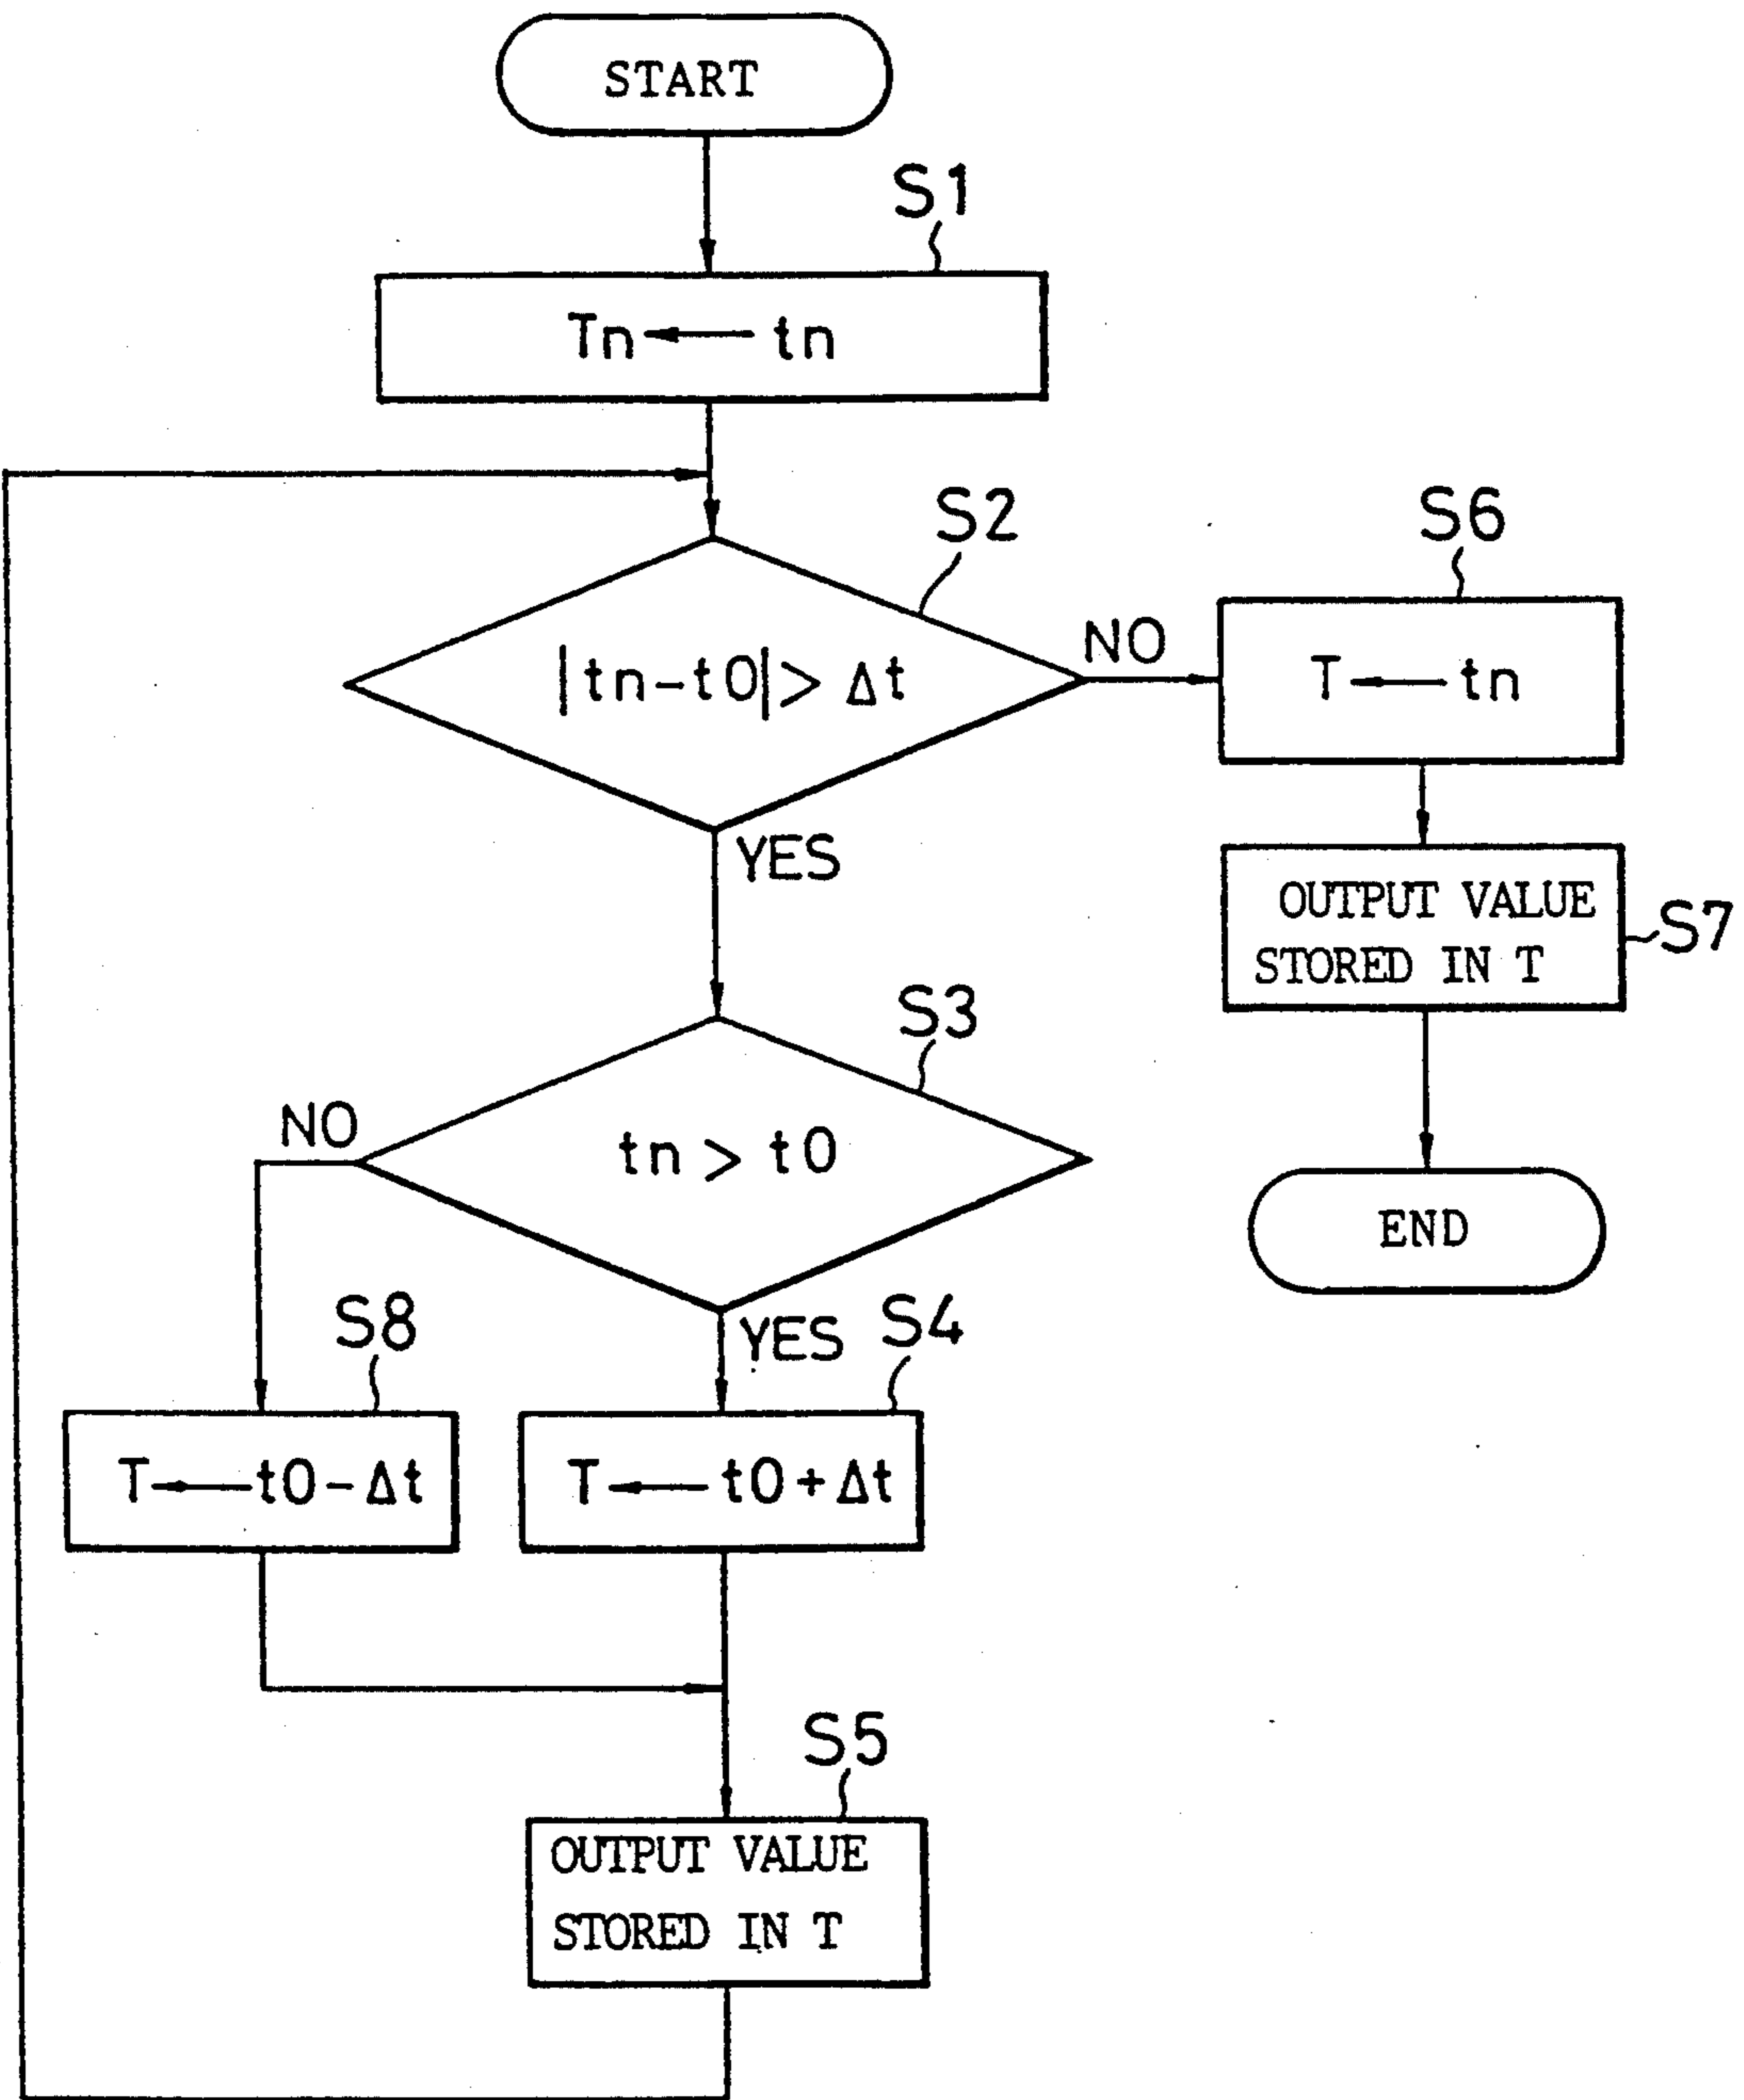 START
S1
Tn ← tn
S2
S6
|tn-t0| > Δt
NO
T ← tn
YES
OUTPUT VALUE
STORED IN T
S7
S3
NO
tn > t0
END
S8
YES
S4
T ← t0-Δt
T ← t0+Δt
S5
OUTPUT VALUE
STORED IN T